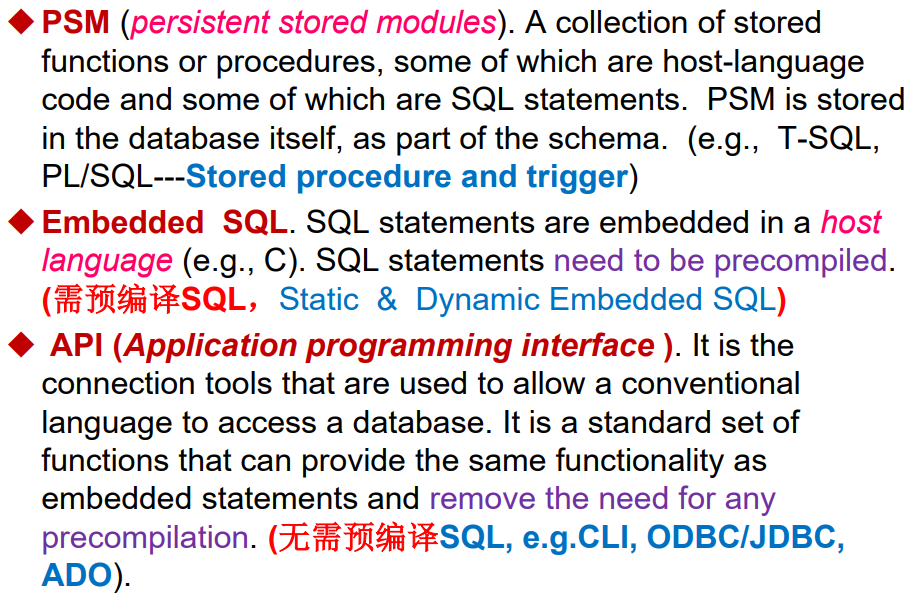 ◆ PSM (persistent stored modules). A collection of stored
functions or procedures, some of which are host-language
code and some of which are SQL statements. PSM is stored
in the database itself, as part of the schema. (e.g., T-SQL,
PL/SQL---Stored procedure and trigger)
◆ Embedded SQL. SQL statements are embedded in a host
language (e.g., C). SQL statements need to be precompiled.
(需预编译SQL，Static & Dynamic Embedded SQL)
◆ API (Application programming interface ). It is the
connection tools that are used to allow a conventional
language to access a database. It is a standard set of
functions that can provide the same functionality as
embedded statements and remove the need for any
precompilation. (无需预编译SQL, e.g.CLI, ODBC/JDBC,
ADO).